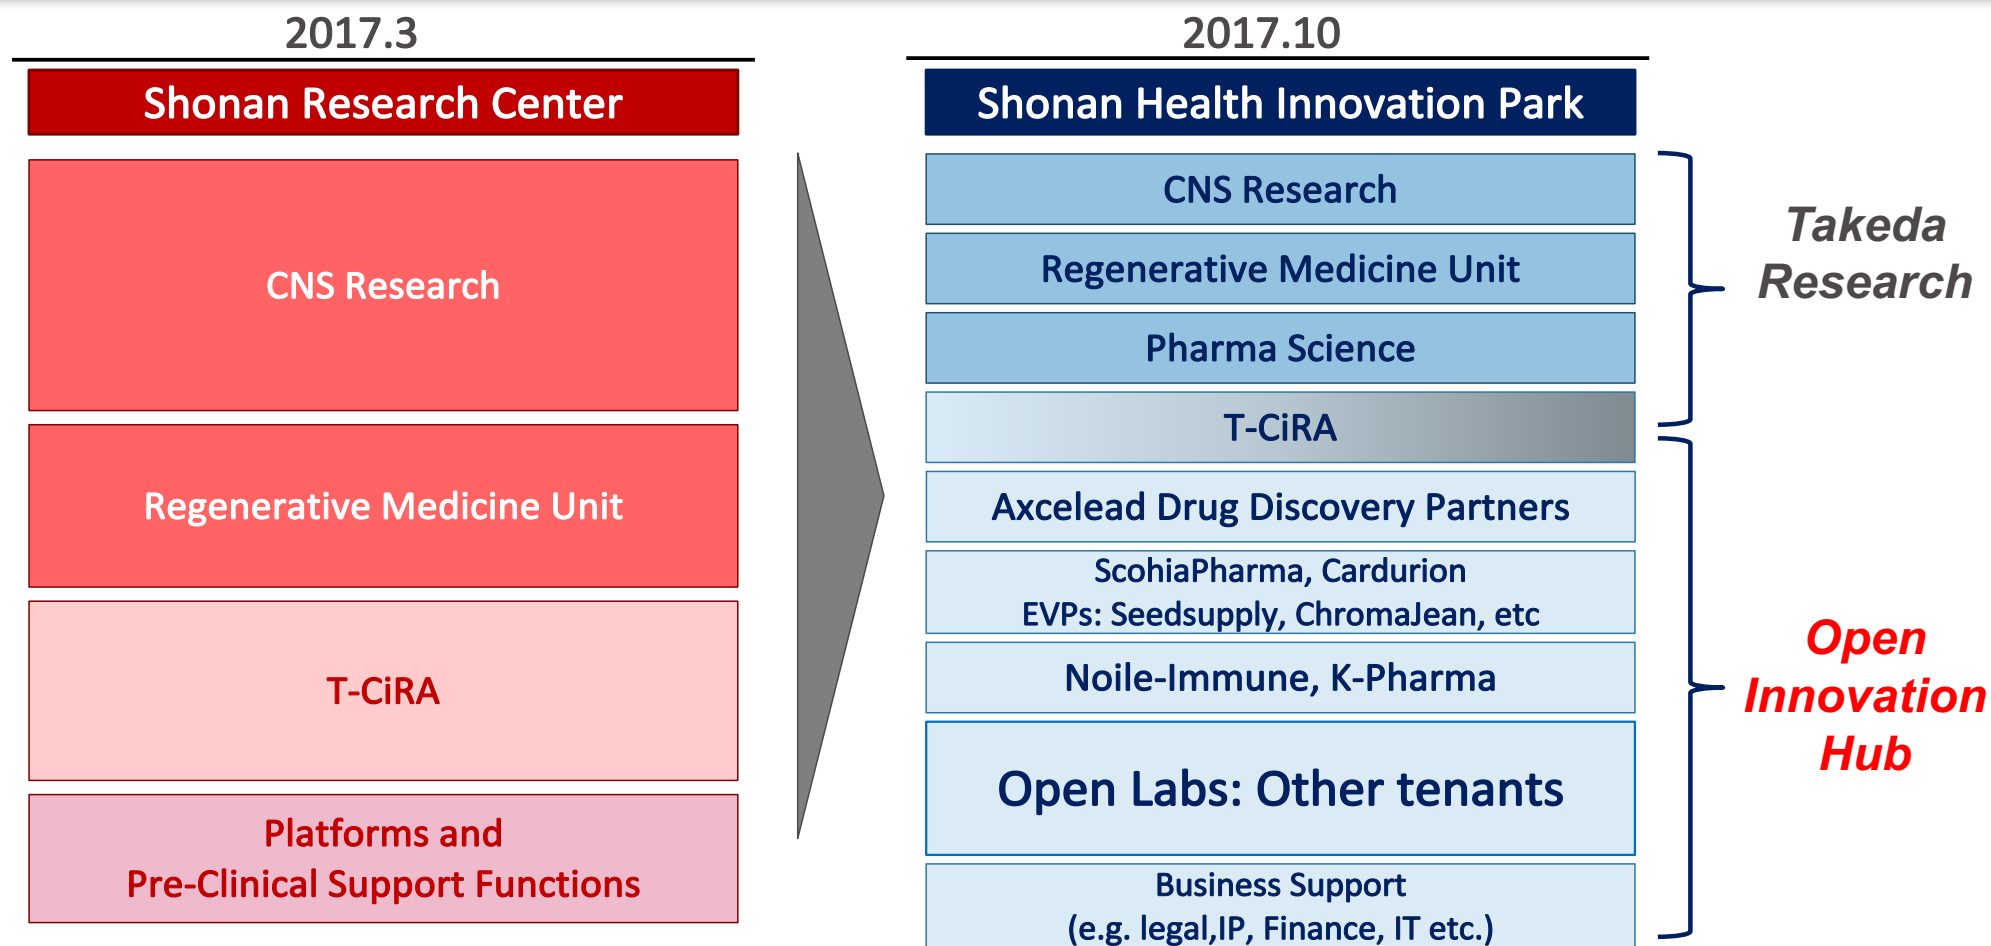 2017.3
Shonan Research Center
CNS Research
Regenerative Medicine Unit
T-CiRA
Platforms and
Pre-Clinical Support Functions
2017.10
Shonan Health Innovation Park
CNS Research
Regenerative Medicine Unit
Pharma Science
T-CiRA
Axcelead Drug Discovery Partners
ScohiaPharma, Cardurion
EVPs: Seedsupply, ChromaJean, etc
Noile-Immune, K-Pharma
Open Labs: Other tenants
Business Support
(e.g. legal,IP, Finance, IT etc.)
Takeda
Research
Open
Innovation
Hub